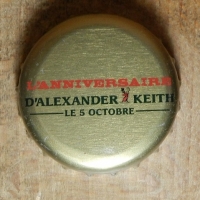 L'ANNIVERSAIRE
D'ALEXANDER KEITH
LE 5 OCTOBRE